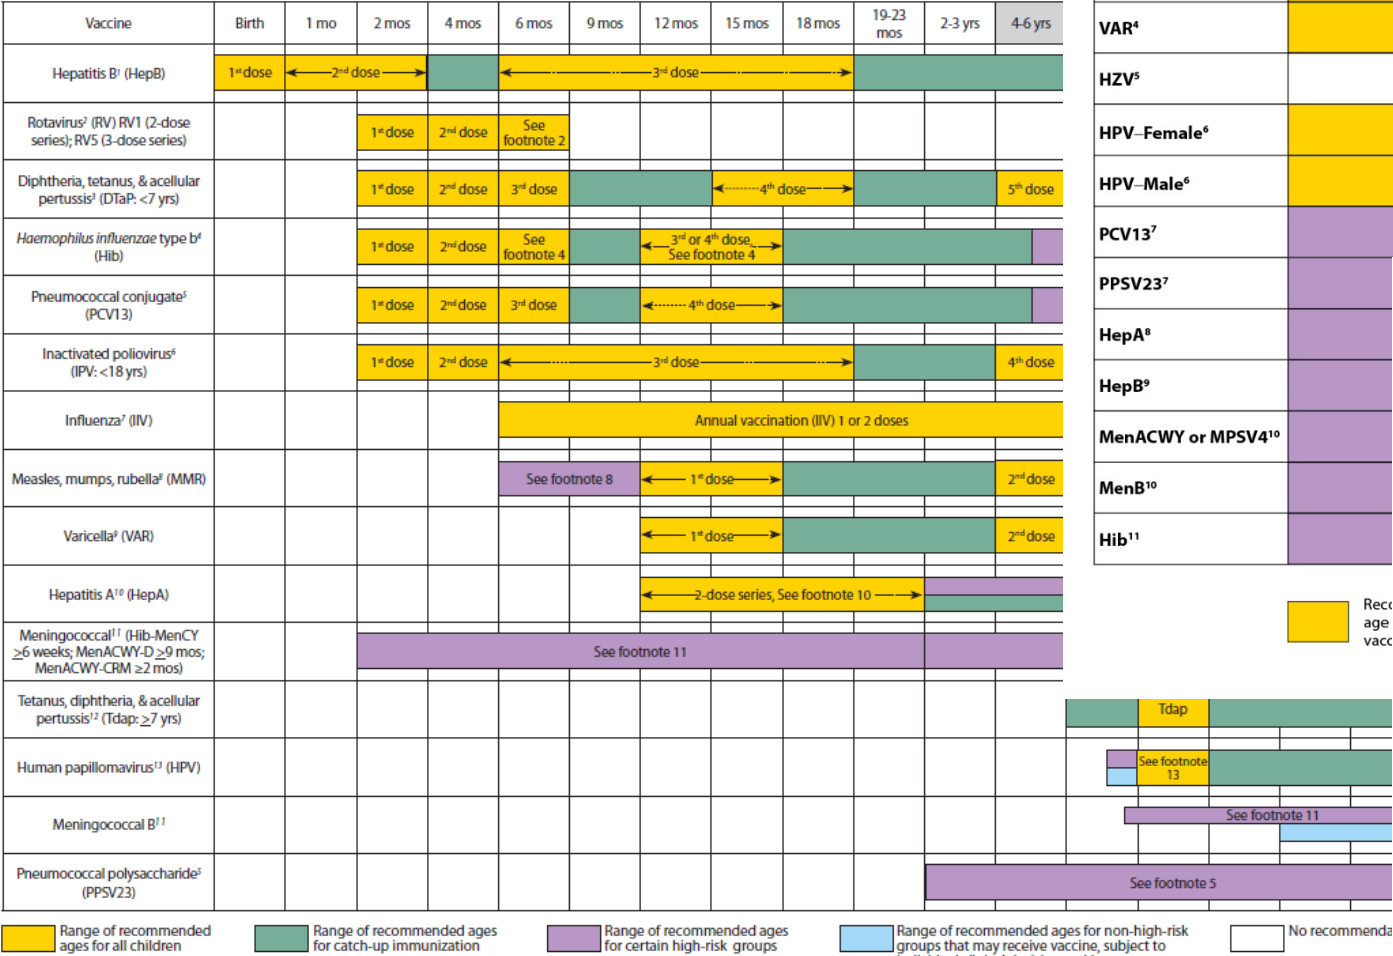 Vaccine Birth 1 mo 2 mos 4 mos 6 mos 9 mos 12 mos 15 mos 18 mos 19-23 mos 2-3 yrs 4-6 yrs
Hepatitis B¹ (HepB) 1st dose 2nd dose 3rd dose
Rotavirus² (RV) RV1 (2-dose
series); RV5 (3-dose series)
1st dose 2nd dose See
footnote 2
Diphtheria, tetanus, & acellular
pertussis³ (DTaP: <7 yrs)
1st dose 2nd dose 3rd dose 4th dose 5th dose
Haemophilus influenzae type b⁴
(Hib)
1st dose 2nd dose See
footnote 4
3rd or 4th dose,
See footnote 4
Pneumococcal conjugate⁵
(PCV13)
1st dose 2nd dose 3rd dose 4th dose
Inactivated poliovirus⁶
(IPV: <18 yrs)
1st dose 2nd dose 3rd dose 4th dose
Influenza⁷ (IIV) Annual vaccination (IIV) 1 or 2 doses
Measles, mumps, rubella⁸ (MMR) See footnote 8 1st dose 2nd dose
Varicella⁹ (VAR) 1st dose 2nd dose
Hepatitis A¹⁰ (HepA) 2-dose series, See footnote 10
Meningococcal¹¹ (Hib-MenCY
≥6 weeks; MenACWY-D ≥9 mos;
MenACWY-CRM ≥2 mos)
See footnote 11
Tetanus, diphtheria, & acellular
pertussis¹² (Tdap: ≥7 yrs)
Tdap
Human papillomavirus¹³ (HPV) See footnote
13
Meningococcal B¹¹ See footnote 11
Pneumococcal polysaccharide⁵
(PPSV23)
See footnote 5
Range of recommended
ages for all children
Range of recommended ages
for catch-up immunization
Range of recommended ages
for certain high-risk groups
Range of recommended ages for non-high-risk
groups that may receive vaccine, subject to
No recommenda
VAR⁴
HZV⁵
HPV–Female⁶
HPV–Male⁶
PCV13⁷
PPSV23⁷
HepA⁸
HepB⁹
MenACWY or MPSV4¹⁰
MenB¹⁰
Hib¹¹
Reco
age
vacc